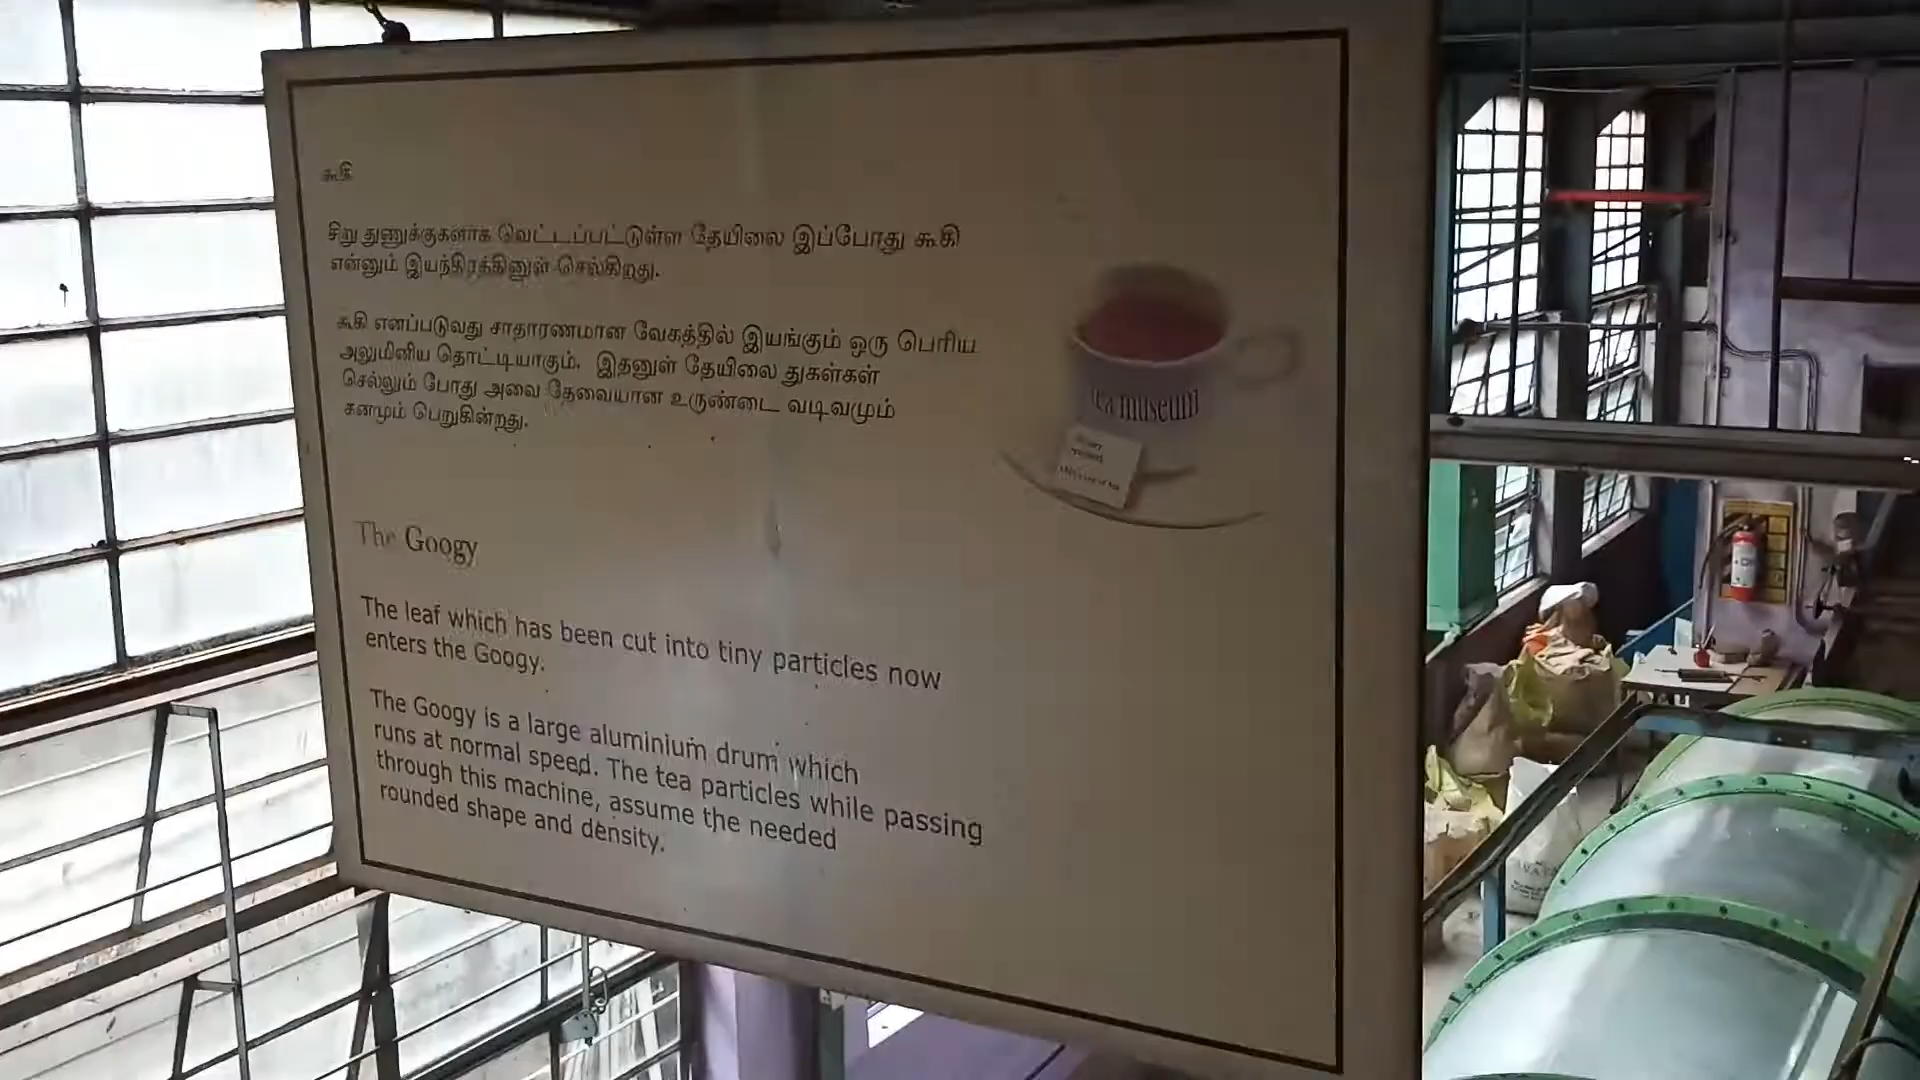 கூகி
சிறு துணுக்குகளாக வெட்டப்பட்டுள்ள தேயிலை இப்போது கூகி
என்னும் இயந்திரத்தினுள் செல்கிறது.
கூகி எனப்படுவது சாதாரணமான வேகத்தில் இயங்கும் ஒரு பெரிய
அலுமினிய தொட்டியாகும். இதனுள் தேயிலை துகள்கள்
செல்லும் போது அவை தேவையான உருண்டை வடிவமும்
கனமும் பெறுகின்றது.
tea museum
The Googy
The leaf which has been cut into tiny particles now
enters the Googy.
The Googy is a large aluminium drum which
runs at normal speed. The tea particles while passing
through this machine, assume the needed
rounded shape and density.